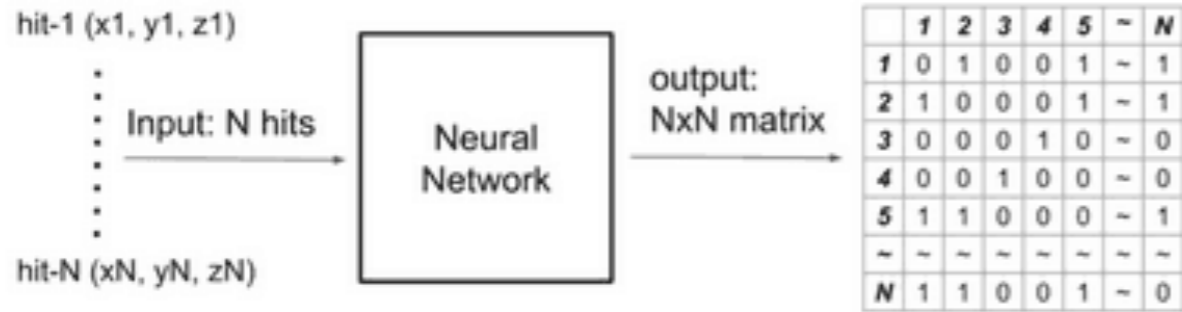 hit-1 (x1, y1, z1)
Input: N hits
hit-N (xN, yN, zN)
Neural
Network
output:
NxN matrix
1 2 3 4 5 ~ N
1 0 1 0 0 1 ~ 1
2 1 0 0 0 1 ~ 1
3 0 0 0 1 0 ~ 0
4 0 0 1 0 0 ~ 0
5 1 1 0 0 0 ~ 1
~ ~ ~ ~ ~ ~ ~ ~
N 1 1 0 0 1 ~ 0